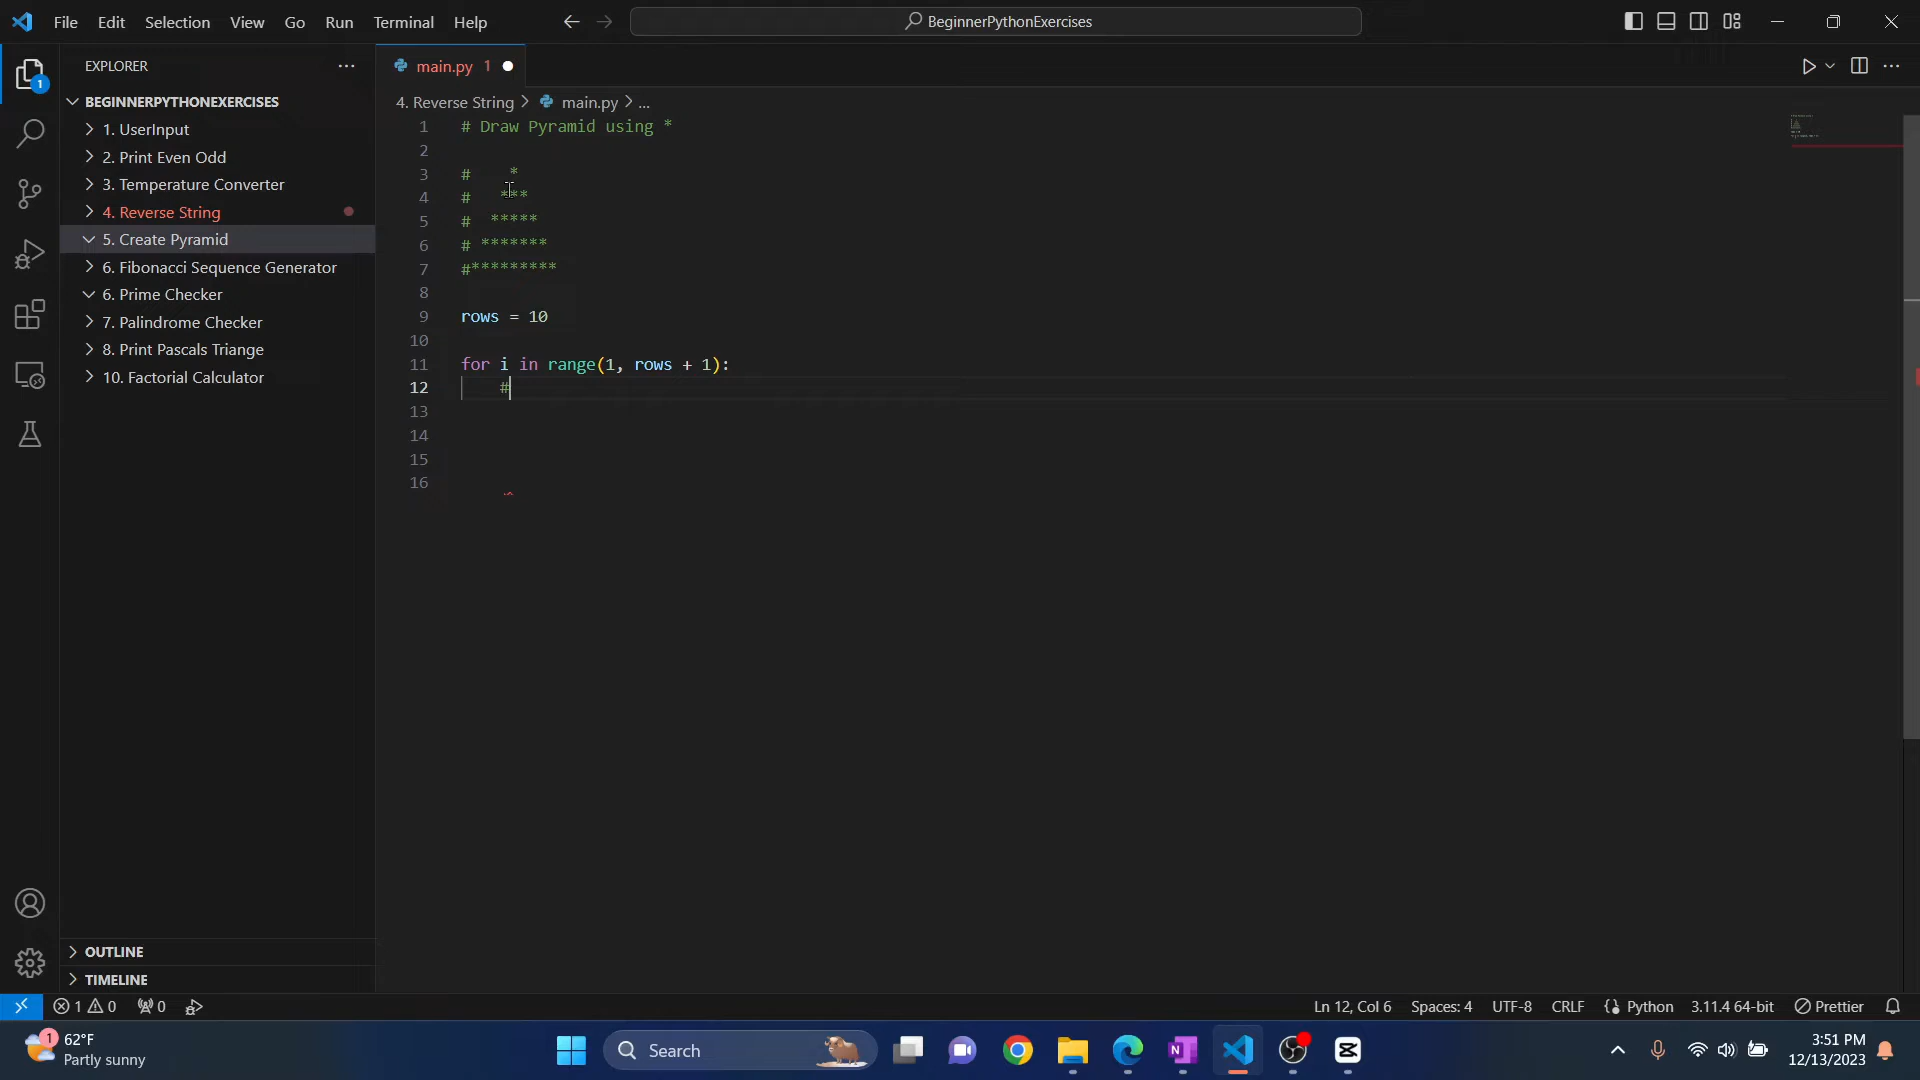 File Edit Selection View Go Run Terminal Help
BeginnerPythonExercises
EXPLORER
main.py 1
1
BEGINNERPYTHONEXERCISES
1. UserInput
2. Print Even Odd
3. Temperature Converter
4. Reverse String
5. Create Pyramid
6. Fibonacci Sequence Generator
6. Prime Checker
7. Palindrome Checker
8. Print Pascals Triange
10. Factorial Calculator
OUTLINE
TIMELINE
4. Reverse String > main.py > ...
1 # Draw Pyramid using *
2
3 #    *
4 #   ***
5 #  *****
6 # *******
7 #*********
8
9 rows = 10
10
11 for i in range(1, rows + 1):
12     #
13
14
15
16
1 0 0
Ln 12, Col 6 Spaces: 4 UTF-8 CRLF Python 3.11.4 64-bit Prettier
1
62°F
Partly sunny
Search
3:51 PM
12/13/2023